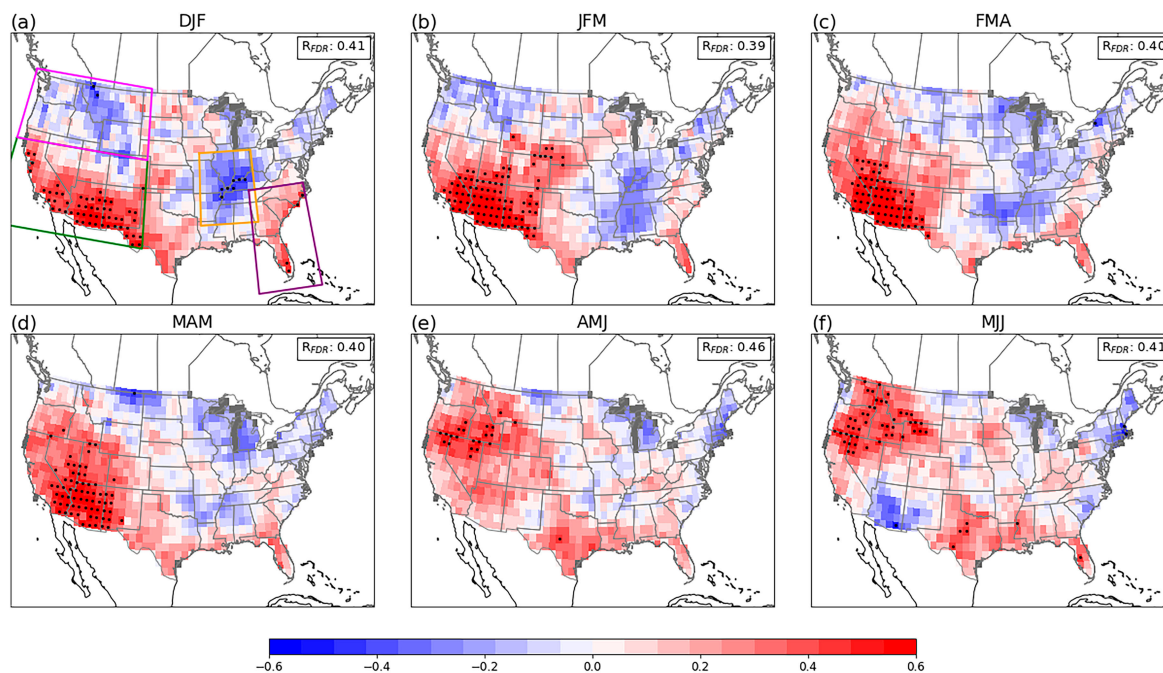 (a) DJF
R_FDR: 0.41
(b) JFM
R_FDR: 0.39
(c) FMA
R_FDR: 0.40
(d) MAM
R_FDR: 0.40
(e) AMJ
R_FDR: 0.46
(f) MJJ
R_FDR: 0.41
−0.6 −0.4 −0.2 0.0 0.2 0.4 0.6